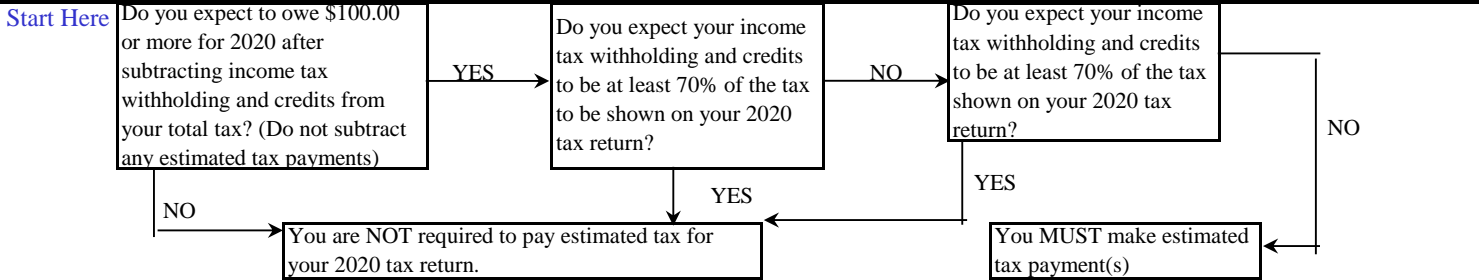 Start Here
Do you expect to owe $100.00
or more for 2020 after
subtracting income tax
withholding and credits from
your total tax? (Do not subtract
any estimated tax payments)
YES
Do you expect your income
tax withholding and credits
to be at least 70% of the tax
to be shown on your 2020
tax return?
NO
Do you expect your income
tax withholding and credits
to be at least 70% of the tax
shown on your 2020 tax
return?
NO
NO
YES
YES
You are NOT required to pay estimated tax for
your 2020 tax return.
You MUST make estimated
tax payment(s)